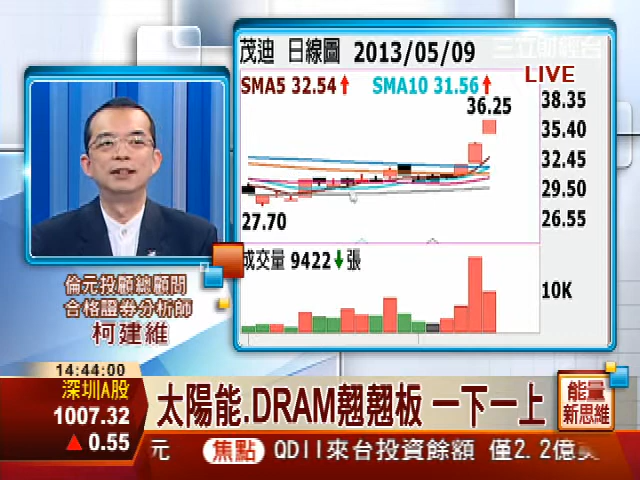 三立財經台
LIVE
茂迪 日線圖 2013/05/09
SMA5 32.54 SMA10 31.56
36.25
38.35
35.40
32.45
29.50
26.55
27.70
成交量 9422 張
10K
倫元投顧總顧問
合格證券分析師
柯建維
14:44:00
深圳A股
1007.32
▲ 0.55
太陽能.DRAM翹翹板 一下一上
能量
新思維
元 焦點 QDII來台投資餘額 僅2.2億美